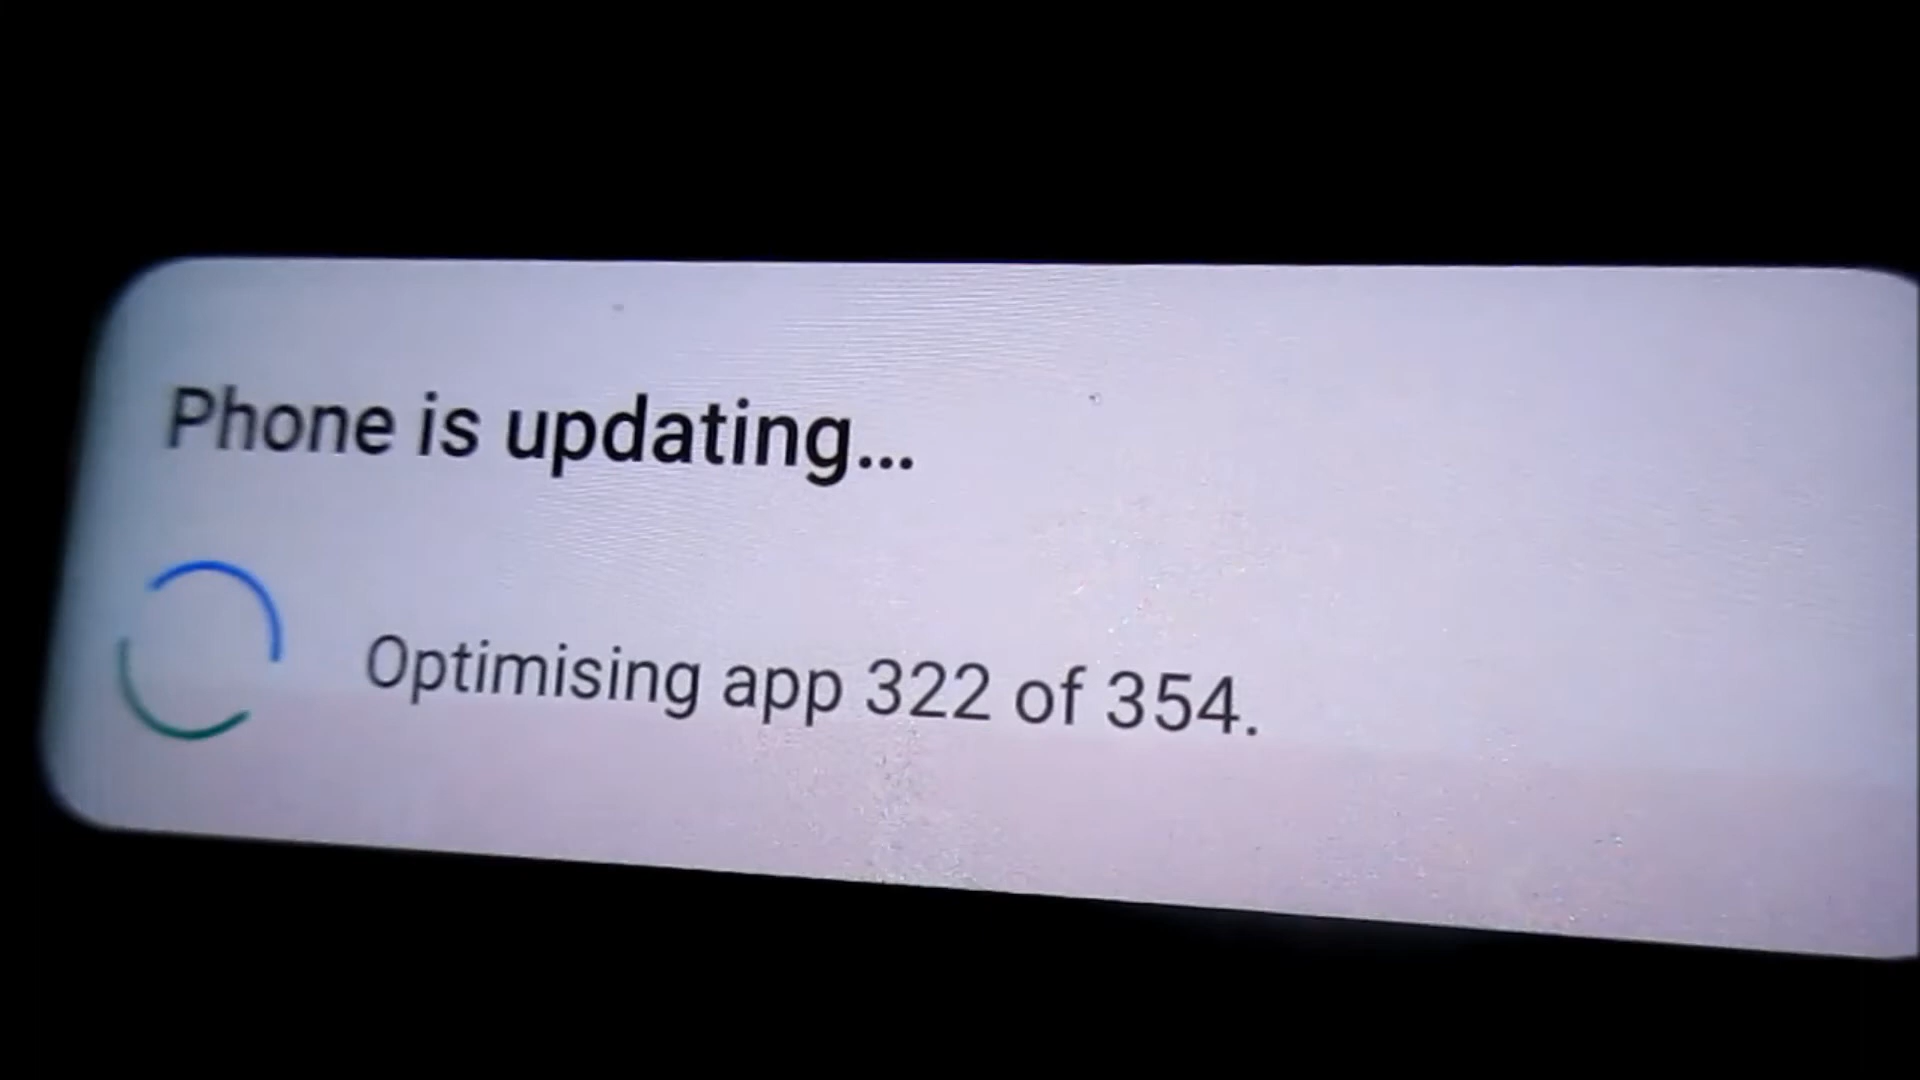 Phone is updating...
Optimising app 322 of 354.